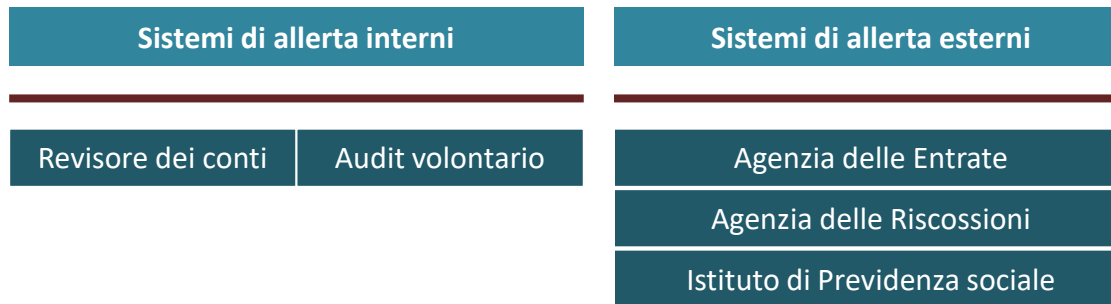 Sistemi di allerta interni
Sistemi di allerta esterni
Revisore dei conti
Audit volontario
Agenzia delle Entrate
Agenzia delle Riscossioni
Istituto di Previdenza sociale